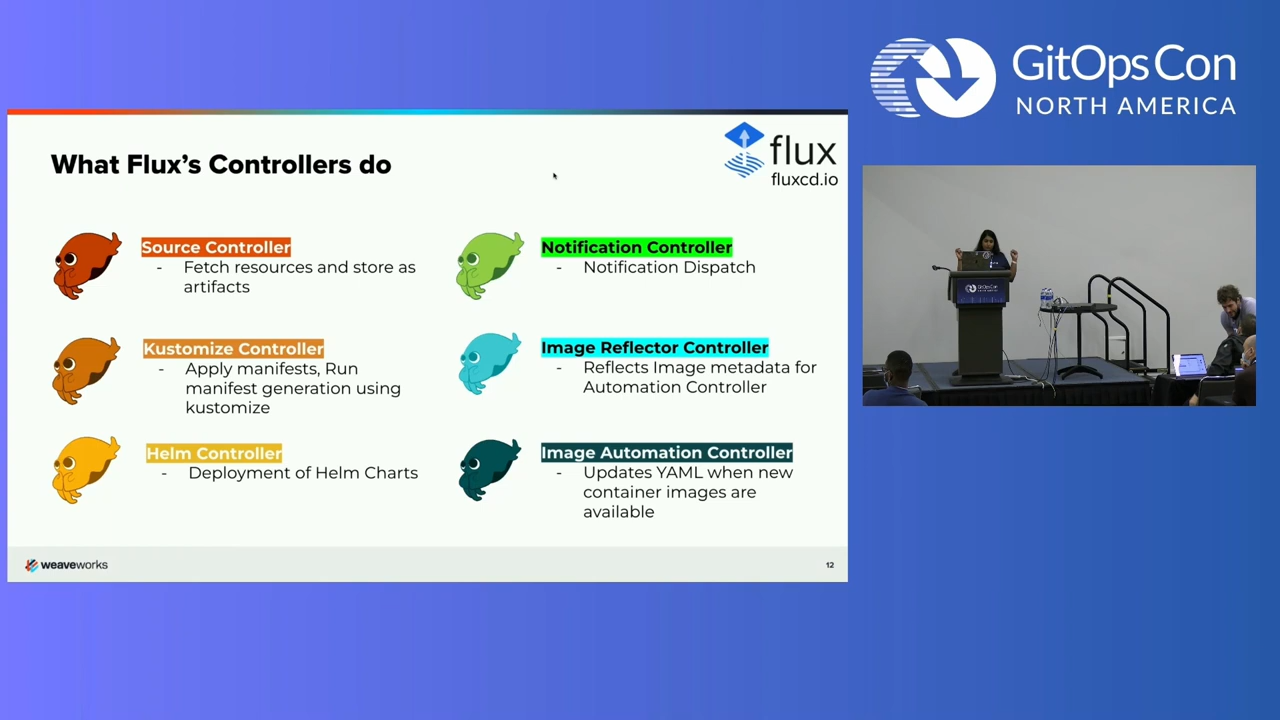 GitOpsCon
NORTH AMERICA
What Flux's Controllers do
flux
fluxcd.io
Source Controller
- Fetch resources and store as
artifacts
Kustomize Controller
- Apply manifests, Run
manifest generation using
kustomize
Helm Controller
- Deployment of Helm Charts
Notification Controller
- Notification Dispatch
Image Reflector Controller
- Reflects Image metadata for
Automation Controller
Image Automation Controller
- Updates YAML when new
container images are
available
weaveworks
12
GitOpsCon